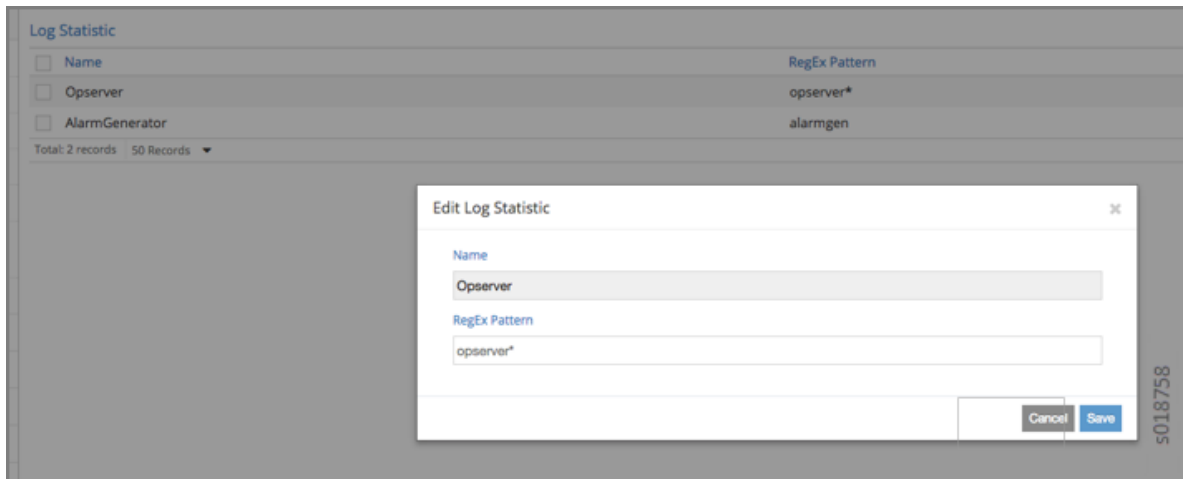 Log Statistic
Name RegEx Pattern
Opserver opserver*
AlarmGenerator alarmgen
Total: 2 records 50 Records
Edit Log Statistic
Name
Opserver
RegEx Pattern
opserver*
Cancel Save
s018758